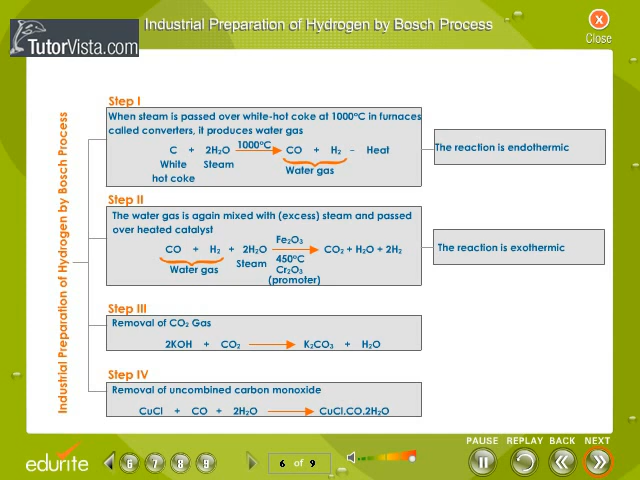 TutorVista.com
Industrial Preparation of Hydrogen by Bosch Process
Close
Industrial Preparation of Hydrogen by Bosch Process
Step I
When steam is passed over white-hot coke at 1000°C in furnaces
called converters, it produces water gas
C + 2H₂O 1000°C CO + H₂ – Heat
White Steam
hot coke
Water gas
The reaction is endothermic
Step II
The water gas is again mixed with (excess) steam and passed
over heated catalyst
Fe₂O₃
CO + H₂ + 2H₂O CO₂ + H₂O + 2H₂
Water gas Steam 450°C
Cr₂O₃
(promoter)
The reaction is exothermic
Step III
Removal of CO₂ Gas
2KOH + CO₂ K₂CO₃ + H₂O
Step IV
Removal of uncombined carbon monoxide
CuCl + CO + 2H₂O CuCl.CO.2H₂O
edurite
6 7 8 9
6 of 9
PAUSE REPLAY BACK NEXT